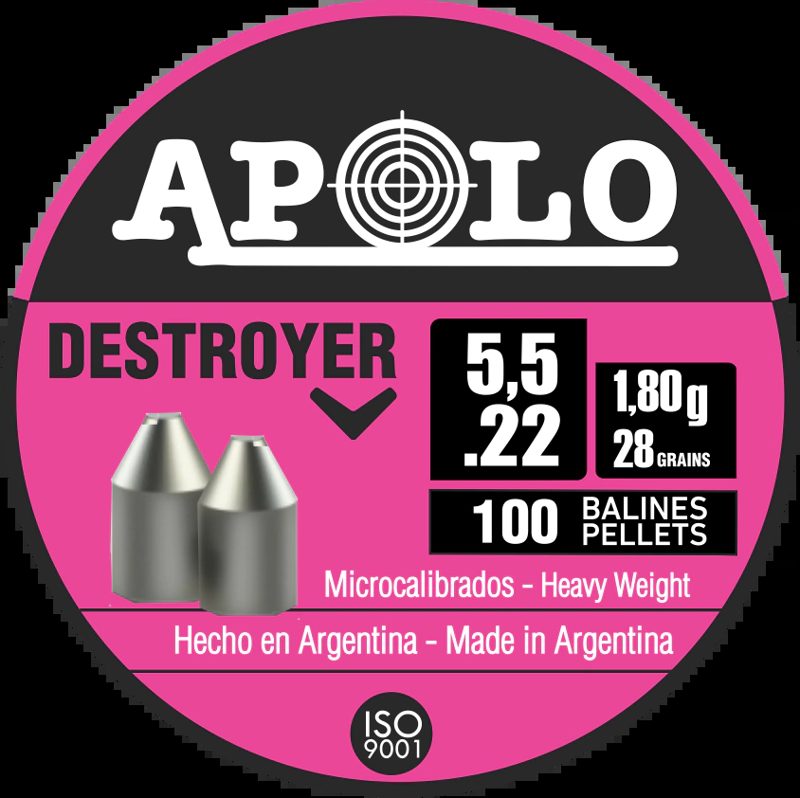 APOLO
DESTROYER
5,5
.22
1,80g
28 GRAINS
100 BALINES
PELLETS
Microcalibrados - Heavy Weight
Hecho en Argentina - Made in Argentina
ISO
9001